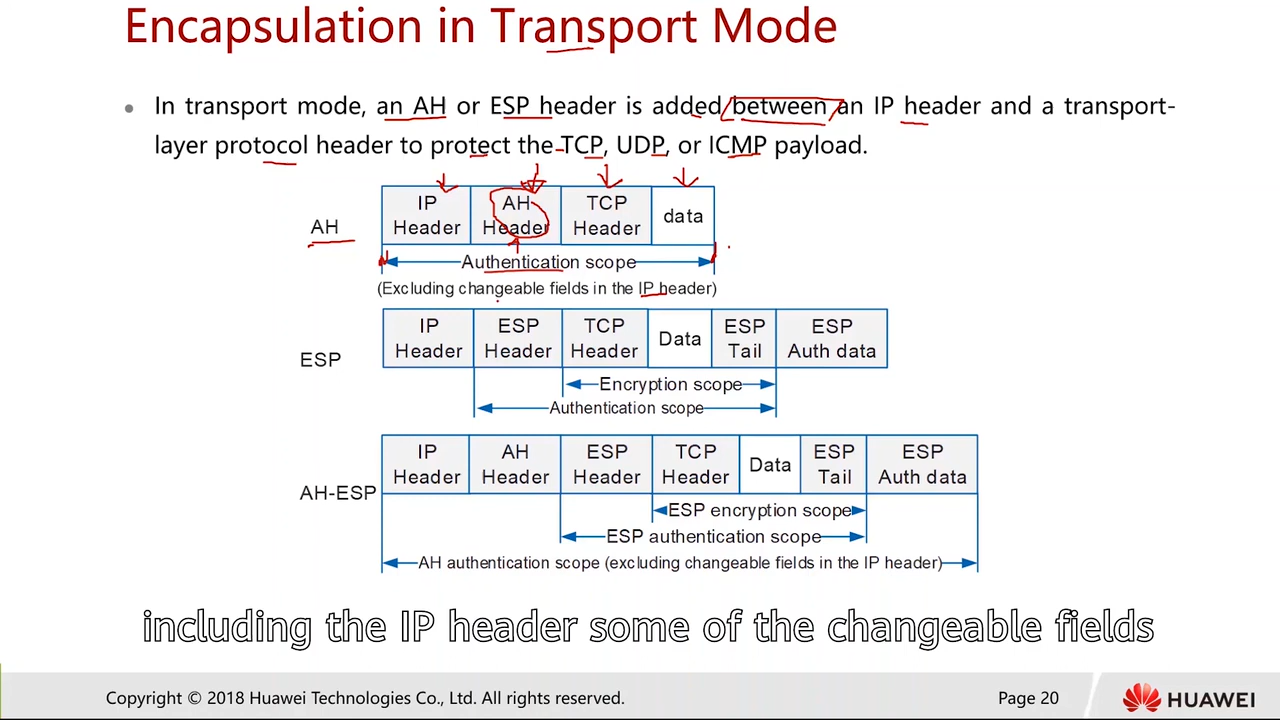 Encapsulation in Transport Mode
In transport mode, an AH or ESP header is added between an IP header and a transport-
layer protocol header to protect the TCP, UDP, or ICMP payload.
AH
IP Header
AH Header
TCP Header
data
Authentication scope
(Excluding changeable fields in the IP header)
ESP
IP Header
ESP Header
TCP Header
Data
ESP Tail
ESP Auth data
Encryption scope
Authentication scope
AH-ESP
IP Header
AH Header
ESP Header
TCP Header
Data
ESP Tail
ESP Auth data
ESP encryption scope
ESP authentication scope
AH authentication scope (excluding changeable fields in the IP header)
including the IP header some of the changeable fields
Copyright © 2018 Huawei Technologies Co., Ltd. All rights reserved.
Page 20
HUAWEI